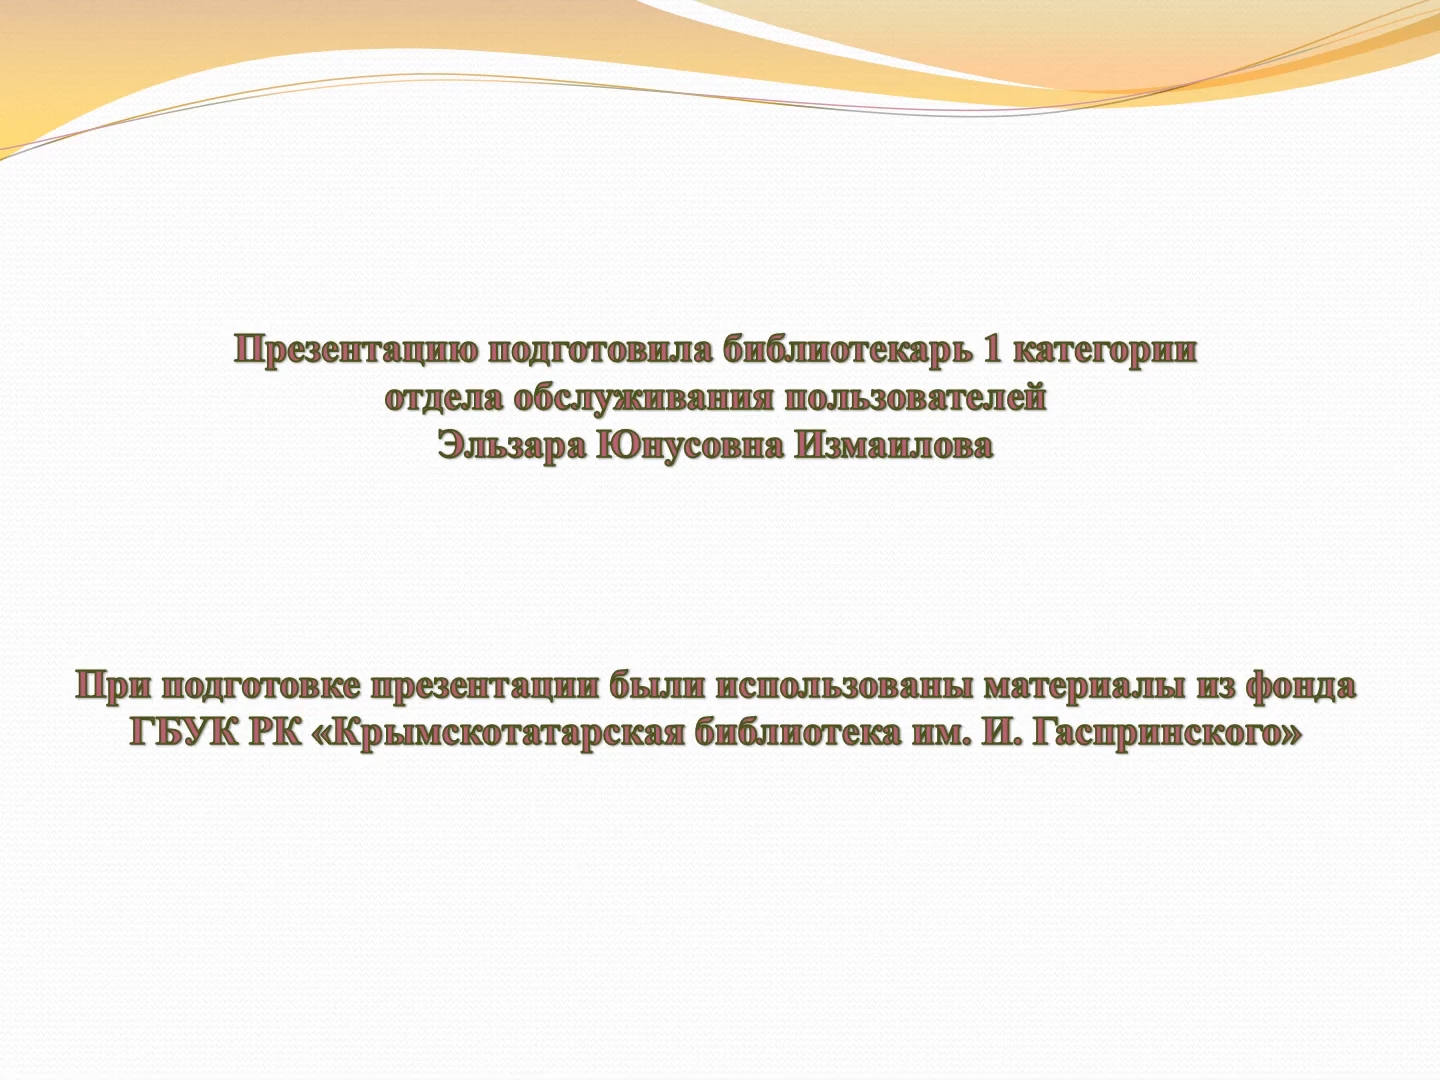 Презентацию подготовила библиотекарь 1 категории
отдела обслуживания пользователей
Эльзара Юнусовна Измаилова
При подготовке презентации были использованы материалы из фонда
ГБУК РК «Крымскотатарская библиотека им. И. Гаспринского»